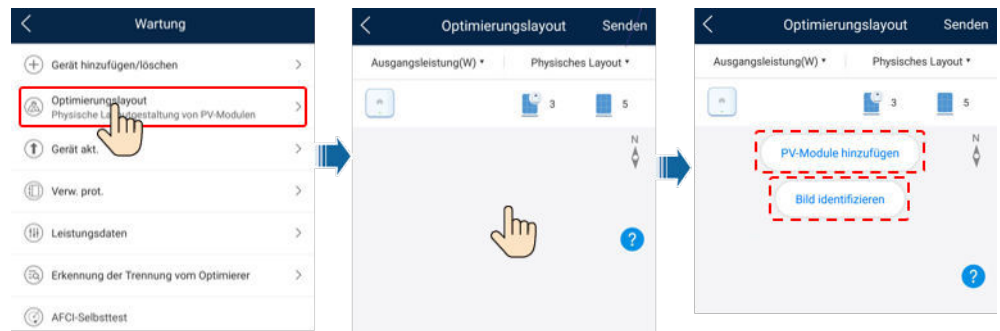 Wartung
Gerät hinzufügen/löschen
Optimierungslayout
Physische La outgestaltung von PV-Modulen
Gerät akt.
Verw. prot.
Leistungsdaten
Erkennung der Trennung vom Optimierer
AFCI-Selbsttest
Optimierungslayout Senden
Ausgangsleistung(W) Physisches Layout
3 5
N
?
Optimierungslayout Senden
Ausgangsleistung(W) Physisches Layout
3 5
N
PV-Module hinzufügen
Bild identifizieren
?